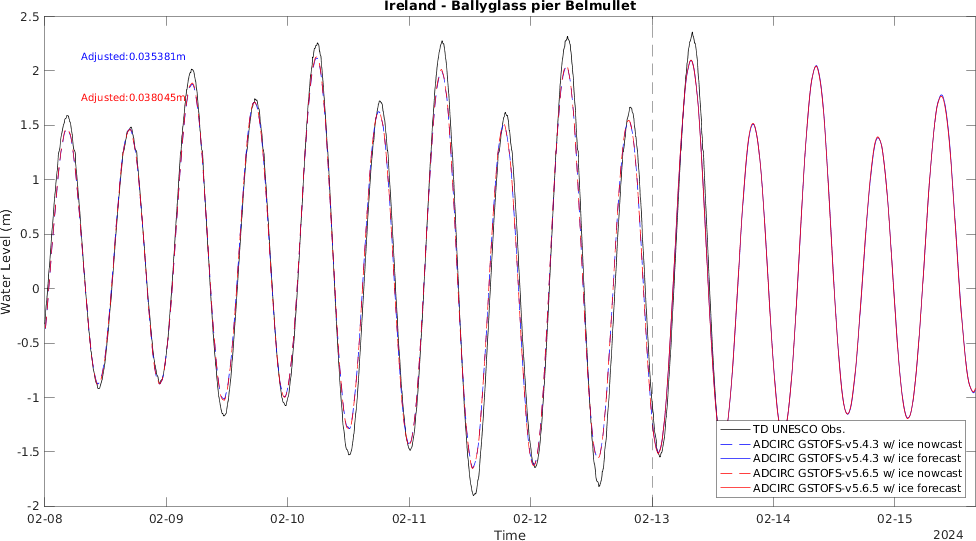 Ireland - Ballyglass pier Belmullet
2.5
2
1.5
1
0.5
0
-0.5
-1
-1.5
-2
Water Level (m)
Adjusted:0.035381m
Adjusted:0.038045m
TD UNESCO Obs.
ADCIRC GSTOFS-v5.4.3 w/ ice nowcast
ADCIRC GSTOFS-v5.4.3 w/ ice forecast
ADCIRC GSTOFS-v5.6.5 w/ ice nowcast
ADCIRC GSTOFS-v5.6.5 w/ ice forecast
02-08 02-09 02-10 02-11 02-12 02-13 02-14 02-15
Time
2024